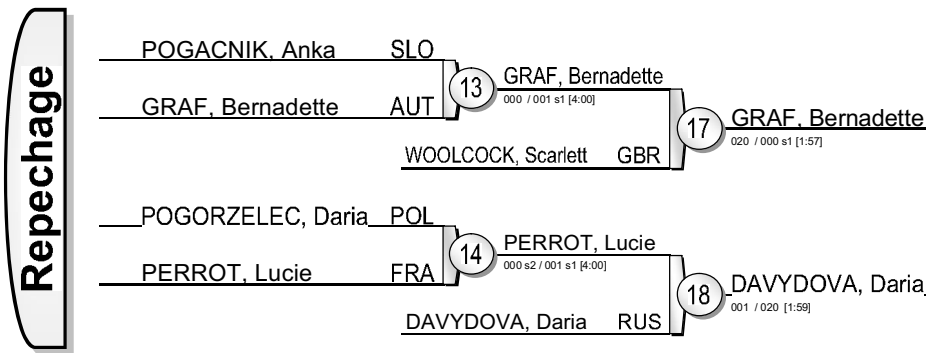 Repechage
POGACNIK, Anka SLO
GRAF, Bernadette AUT
13
GRAF, Bernadette
000 / 001 s1 [4:00]
WOOLCOCK, Scarlett GBR
17
GRAF, Bernadette
020 / 000 s1 [1:57]
POGORZELEC, Daria POL
PERROT, Lucie FRA
14
PERROT, Lucie
000 s2 / 001 s1 [4:00]
DAVYDOVA, Daria RUS
18
DAVYDOVA, Daria
001 / 020 [1:59]